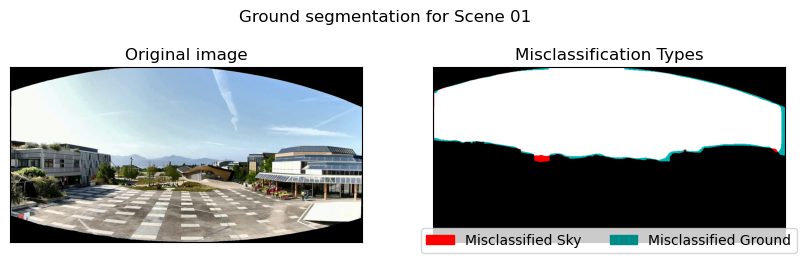 Ground segmentation for Scene 01
Original image
Misclassification Types
Misclassified Sky
Misclassified Ground